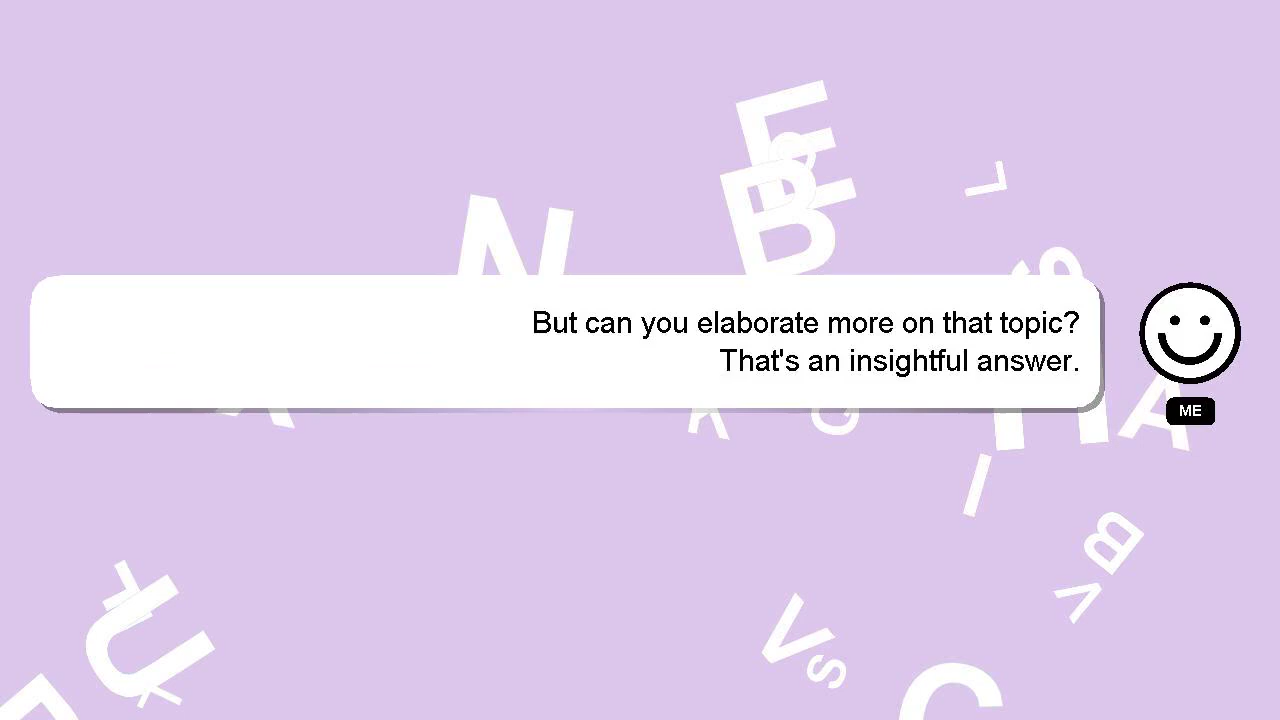 But can you elaborate more on that topic?
That's an insightful answer.
ME
E
B
N
L
S
A
K
G
I
B
V
U
V
S
C